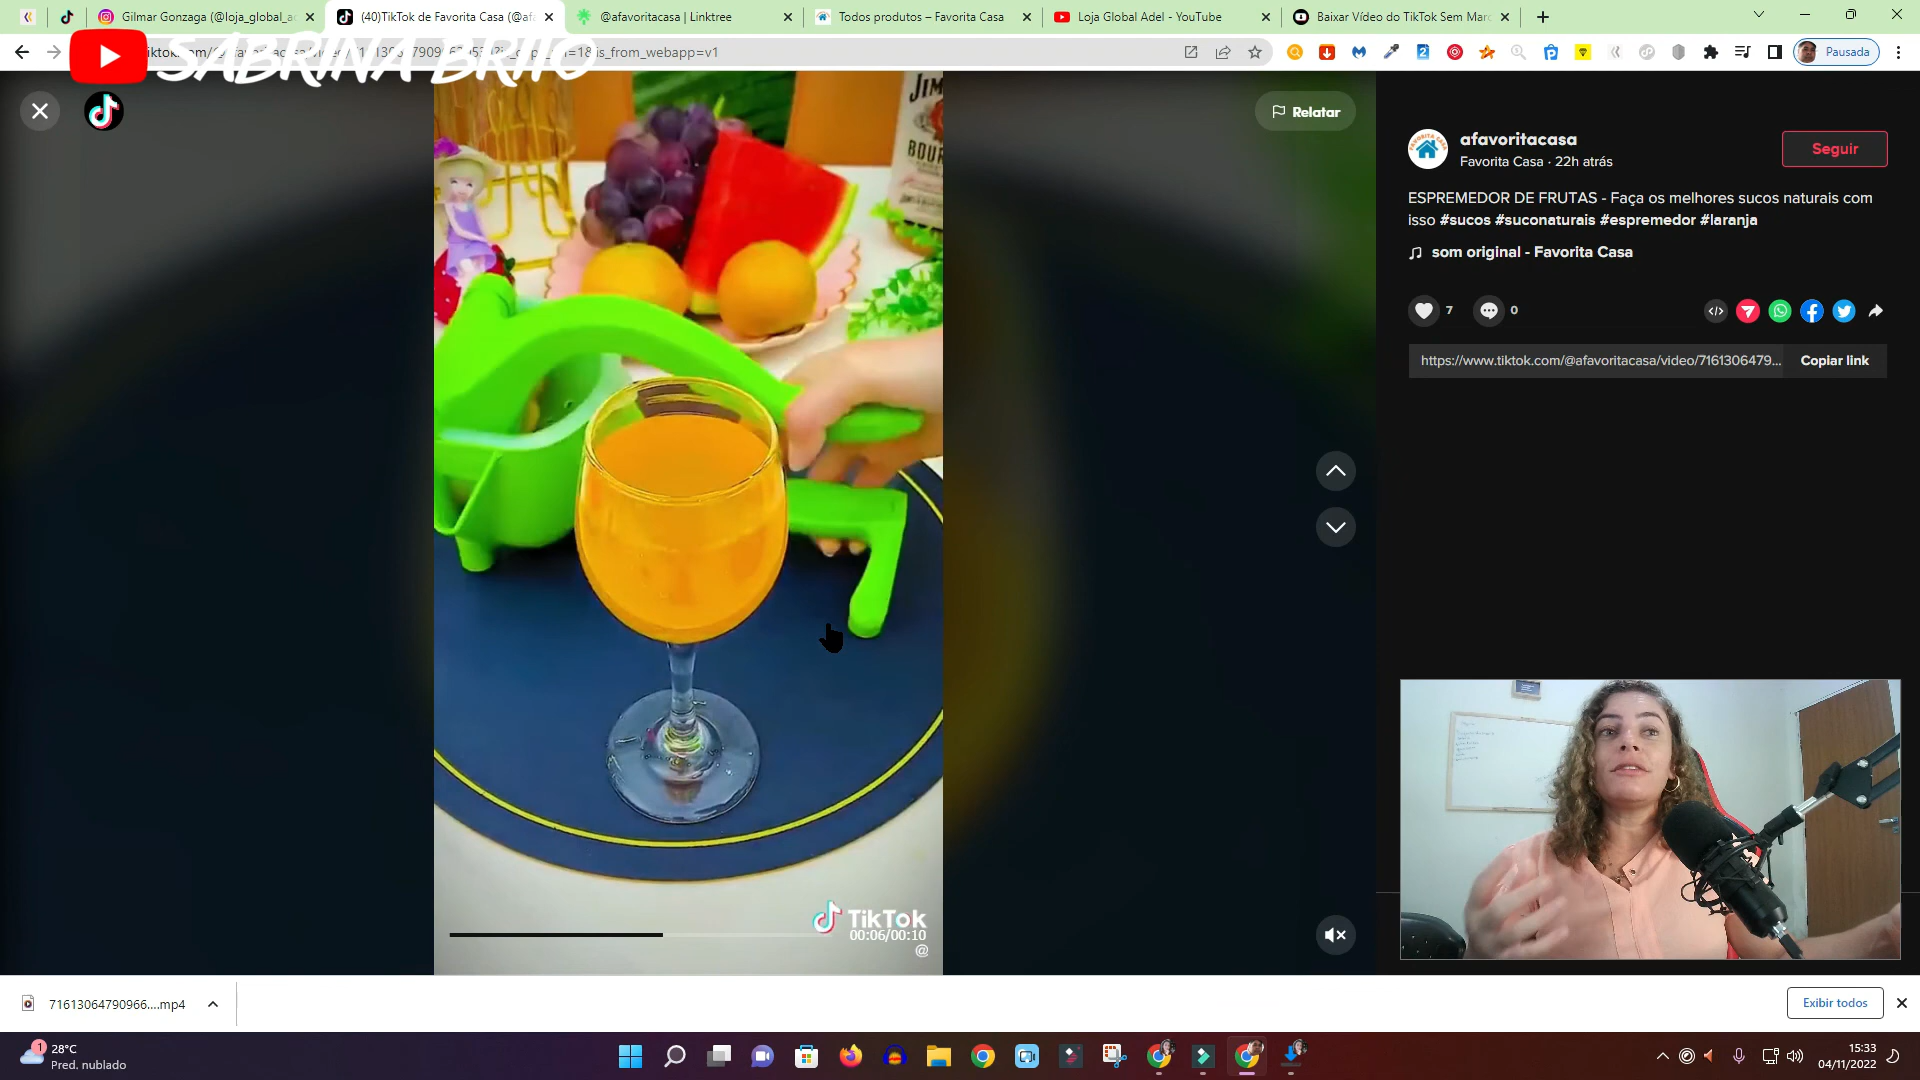 Gilmar Gonzaga (@loja_global_a
(40)TikTok de Favorita Casa (@afa
@afavoritacasa | Linktree
Todos produtos – Favorita Casa
Loja Global Adel - YouTube
Baixar Vídeo do TikTok Sem Marc
SABRINA BRITO
Pausada
Relatar
afavoritacasa
Favorita Casa · 22h atrás
Seguir
ESPREMEDOR DE FRUTAS - Faça os melhores sucos naturais com
isso #sucos #suconaturais #espremedor #laranja
som original - Favorita Casa
7
0
https://www.tiktok.com/@afavoritacasa/video/7161306479...
Copiar link
TikTok
00:06/00:10
@
71613064790966....mp4
Exibir todos
1
28°C
Pred. nublado
15:33
04/11/2022